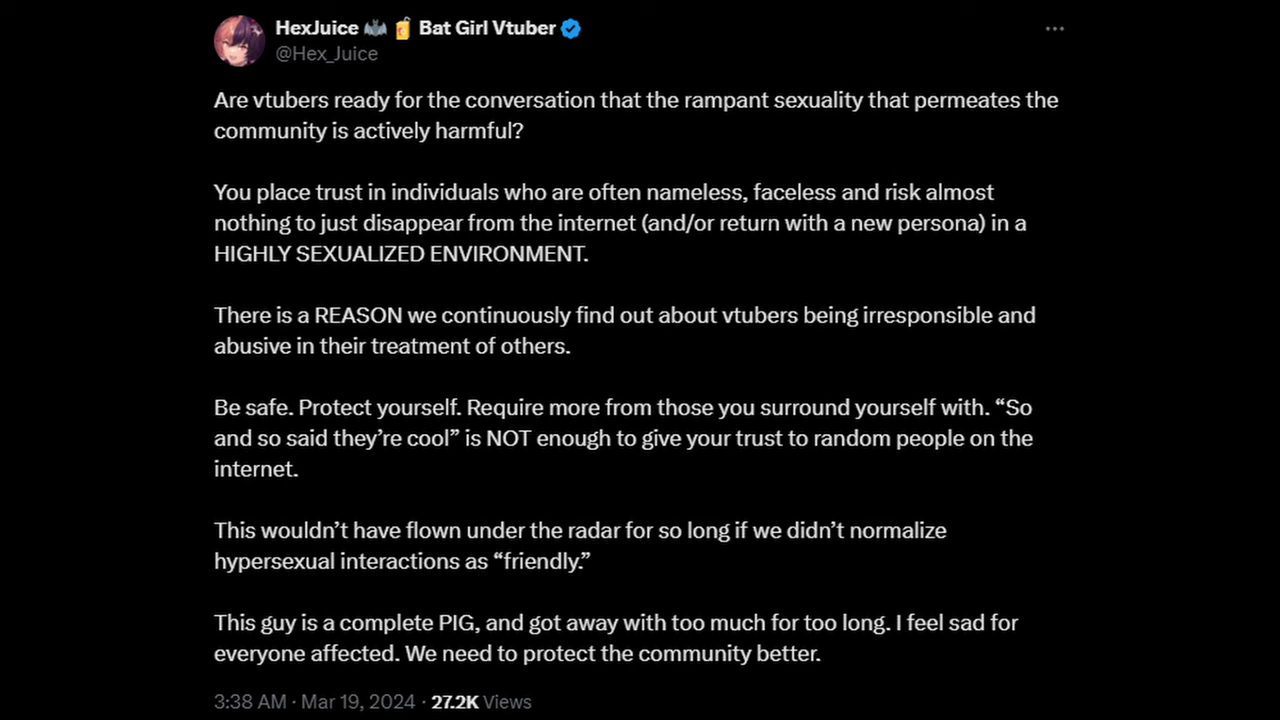 HexJuice 🦇 🧃 Bat Girl Vtuber
@Hex_Juice
Are vtubers ready for the conversation that the rampant sexuality that permeates the
community is actively harmful?
You place trust in individuals who are often nameless, faceless and risk almost
nothing to just disappear from the internet (and/or return with a new persona) in a
HIGHLY SEXUALIZED ENVIRONMENT.
There is a REASON we continuously find out about vtubers being irresponsible and
abusive in their treatment of others.
Be safe. Protect yourself. Require more from those you surround yourself with. “So
and so said they’re cool” is NOT enough to give your trust to random people on the
internet.
This wouldn’t have flown under the radar for so long if we didn’t normalize
hypersexual interactions as “friendly.”
This guy is a complete PIG, and got away with too much for too long. I feel sad for
everyone affected. We need to protect the community better.
3:38 AM · Mar 19, 2024 · 27.2K Views